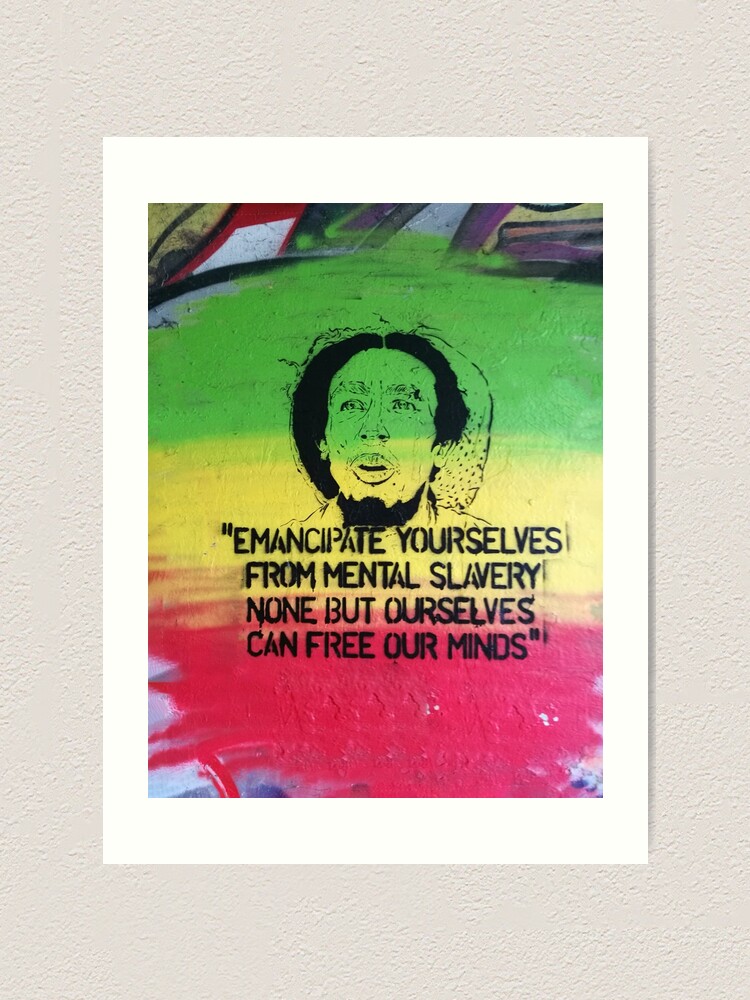 "EMANCIPATE YOURSELVES
FROM MENTAL SLAVERY
NONE BUT OURSELVES
CAN FREE OUR MINDS"